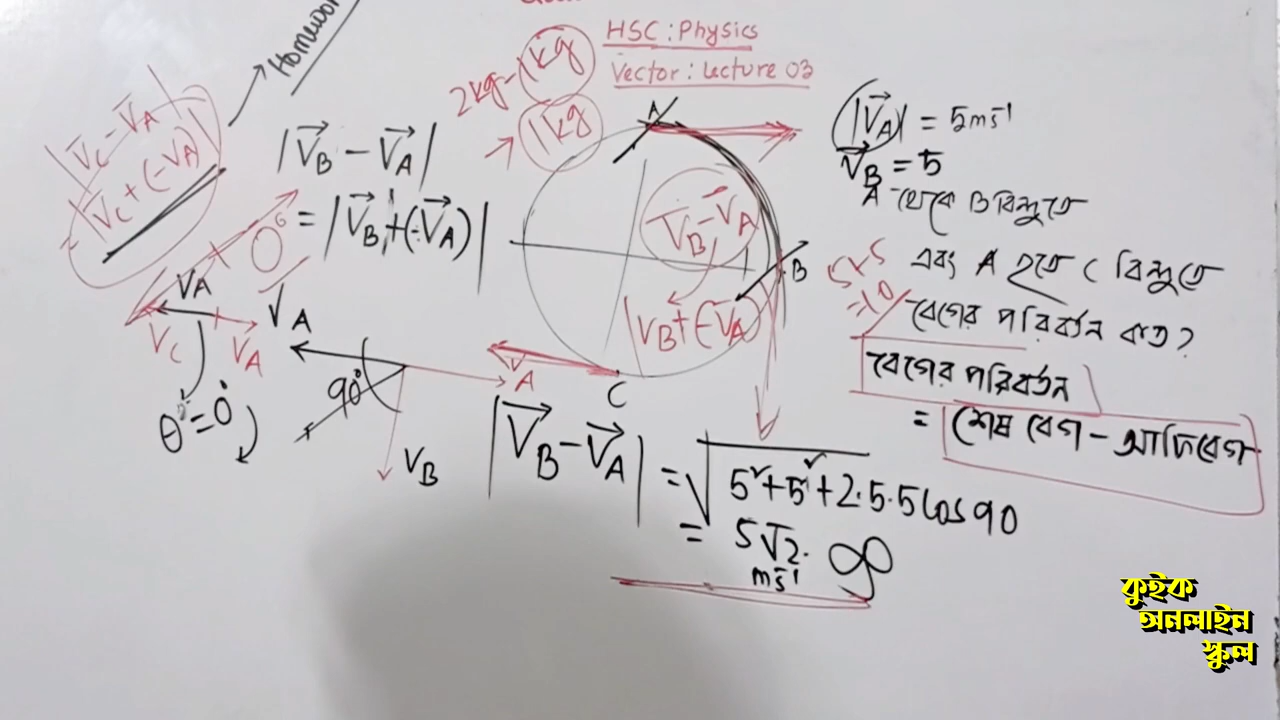 HSC : Physics
Vector : Lecture 03
Homework
2kg-1kg
1kg
|V⃗C - V⃗A|
|V⃗C + (-VA)|
|V⃗B - V⃗A|
= |V⃗B + (-V⃗A)|
0°
VA
VC
VA
θ = 0°
VA
90°
VB
VA
A
B
C
V⃗B - V⃗A
|VB + (-V⃗A)|
|V⃗A| = 5ms⁻¹
V⃗B = 5
A থেকে B বিন্দুতে
এবং A হতে C বিন্দুতে
বেগের পরিবর্তন কত?
5+5
=10
বেগের পরিবর্তন
= শেষ বেগ - আদিবেগ
|V⃗B - V⃗A| = √5²+5²+2.5.5 cos 90
= 5√2.
ms⁻¹
কুইক
অনলাইন
স্কুল